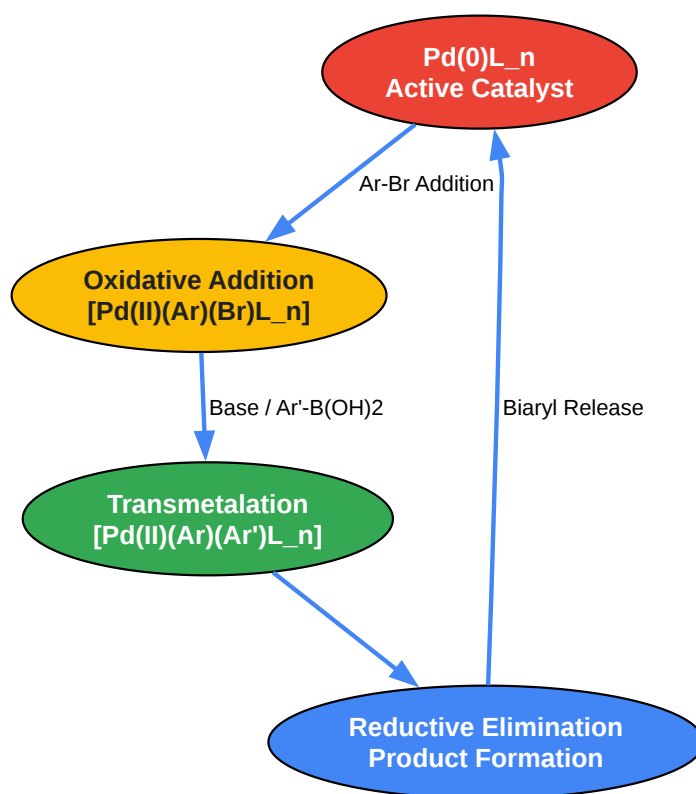 Pd(0)L_n
Active Catalyst
Ar-Br Addition
Oxidative Addition
[Pd(II)(Ar)(Br)L_n]
Base / Ar'-B(OH)2
Biaryl Release
Transmetalation
[Pd(II)(Ar)(Ar')L_n]
Reductive Elimination
Product Formation